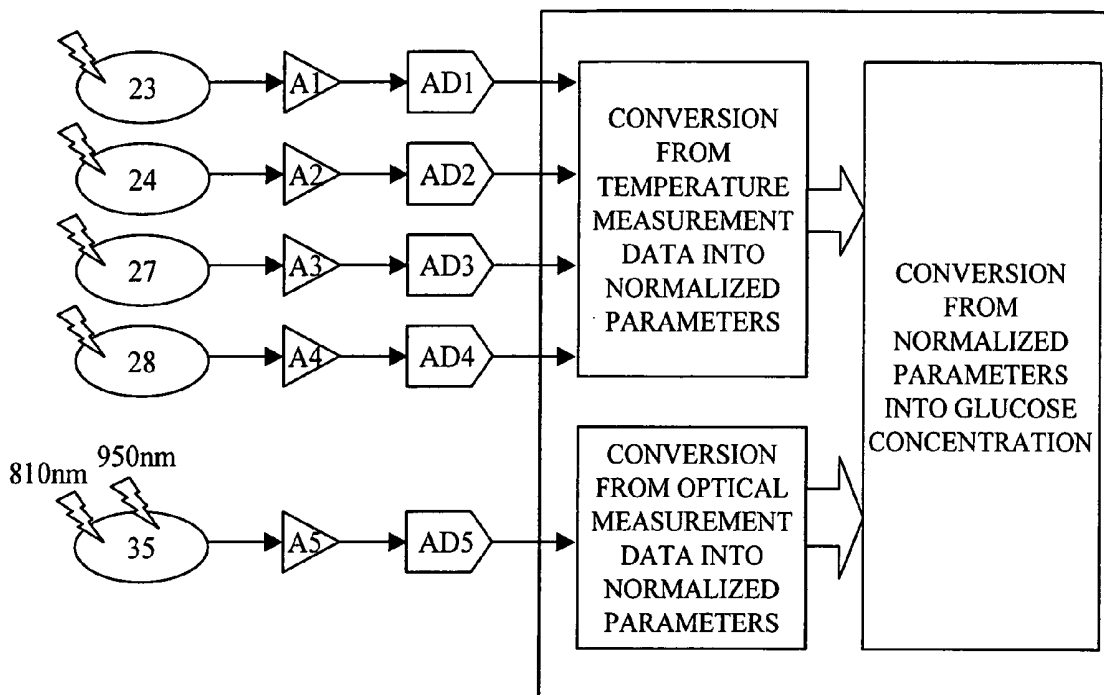 23
A1
AD1
24
A2
AD2
27
A3
AD3
28
A4
AD4
CONVERSION
FROM
TEMPERATURE
MEASUREMENT
DATA INTO
NORMALIZED
PARAMETERS
810nm
950nm
35
A5
AD5
CONVERSION
FROM OPTICAL
MEASUREMENT
DATA INTO
NORMALIZED
PARAMETERS
CONVERSION
FROM
NORMALIZED
PARAMETERS
INTO GLUCOSE
CONCENTRATION